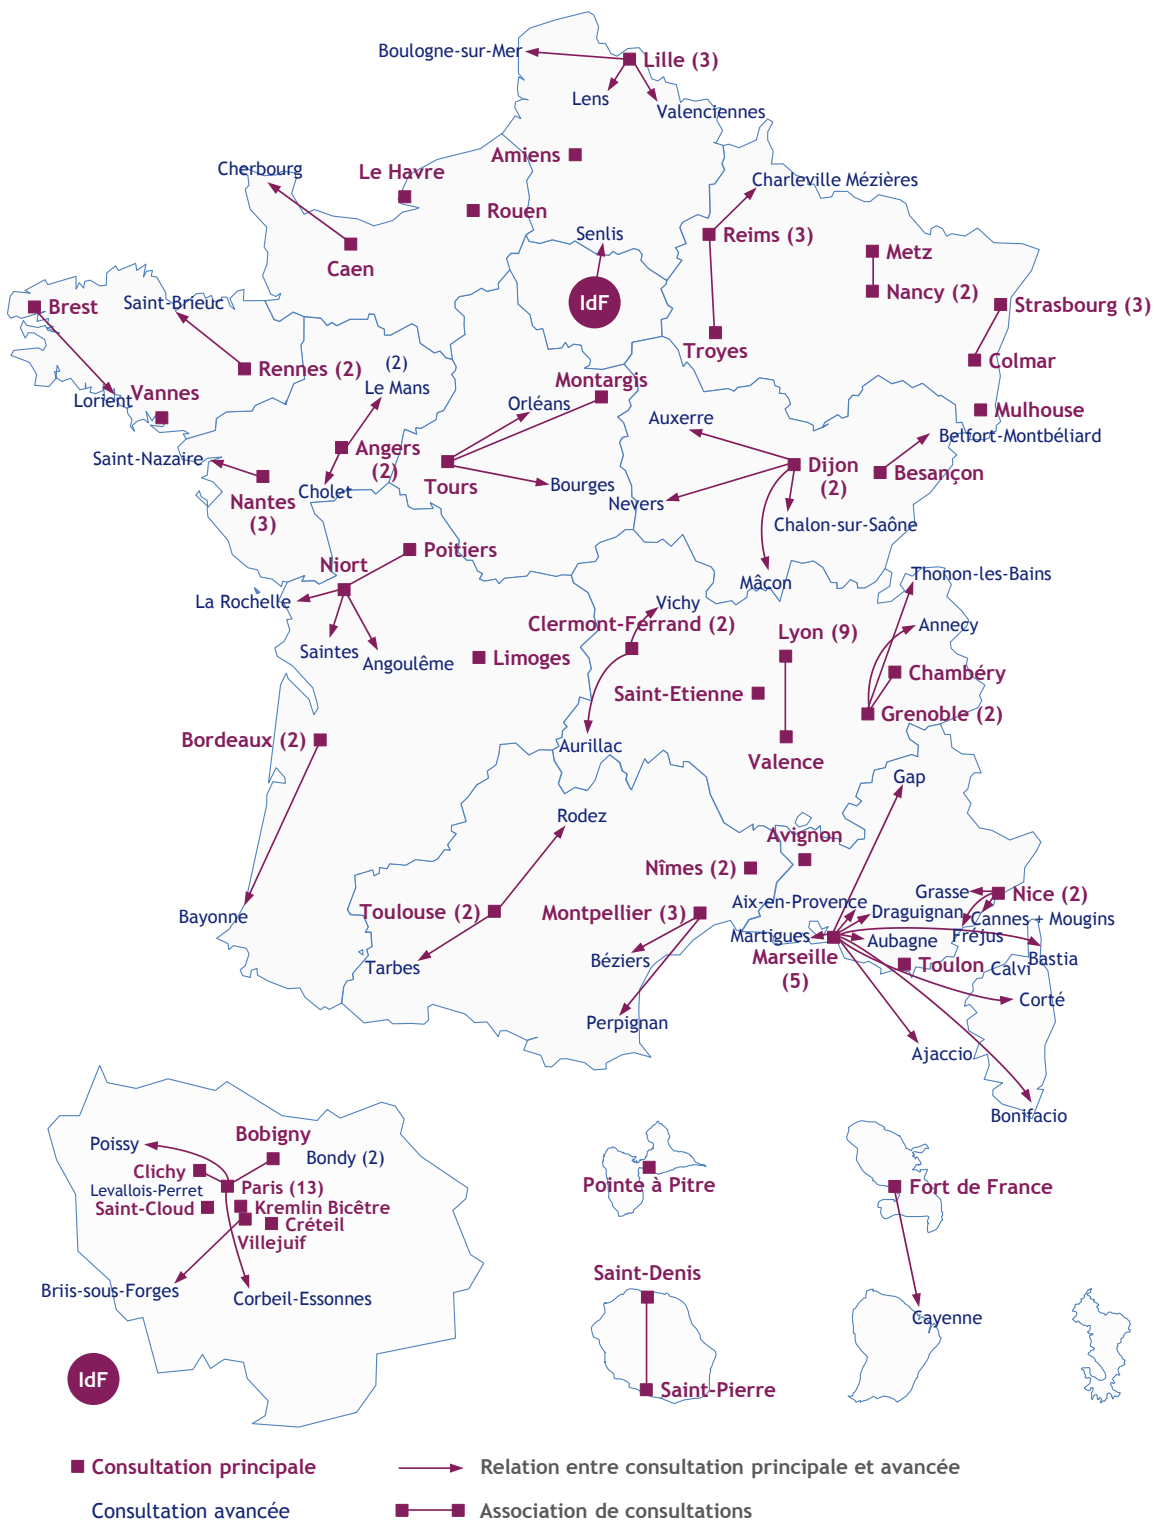 Boulogne-sur-Mer
Lille (3)
Lens
Valenciennes
Amiens
Cherbourg
Le Havre
Charleville Mézières
Rouen
Senlis
Reims (3)
Caen
Metz
IdF
Nancy (2)
Brest
Saint-Brieuc
Strasbourg (3)
Troyes
Colmar
Rennes (2)
(2)
Le Mans
Montargis
Vannes
Lorient
Orléans
Auxerre
Mulhouse
Belfort-Montbéliard
Angers
(2)
Saint-Nazaire
Dijon
(2)
Besançon
Tours
Bourges
Cholet
Nantes
(3)
Nevers
Chalon-sur-Saône
Poitiers
Niort
Mâcon
Thonon-les-Bains
La Rochelle
Vichy
Clermont-Ferrand (2)
Lyon (9)
Annecy
Saintes
Angoulême
Limoges
Chambéry
Saint-Etienne
Grenoble (2)
Bordeaux (2)
Aurillac
Valence
Gap
Rodez
Avignon
Nîmes (2)
Grasse
Nice (2)
Aix-en-Provence
Toulouse (2)
Montpellier (3)
Draguignan
Cannes + Mougins
Bayonne
Martigues
Aubagne
Fréjus
Marseille
(5)
Béziers
Tarbes
Toulon
Calvi
Bastia
Corté
Perpignan
Ajaccio
Bonifacio
Poissy
Bobigny
Bondy (2)
Clichy
Levallois-Perret
Paris (13)
Saint-Cloud
Kremlin Bicêtre
Créteil
Villejuif
Briis-sous-Forges
Corbeil-Essonnes
Pointe à Pitre
Fort de France
Saint-Denis
Cayenne
IdF
Saint-Pierre
Consultation principale
Relation entre consultation principale et avancée
Consultation avancée
Association de consultations